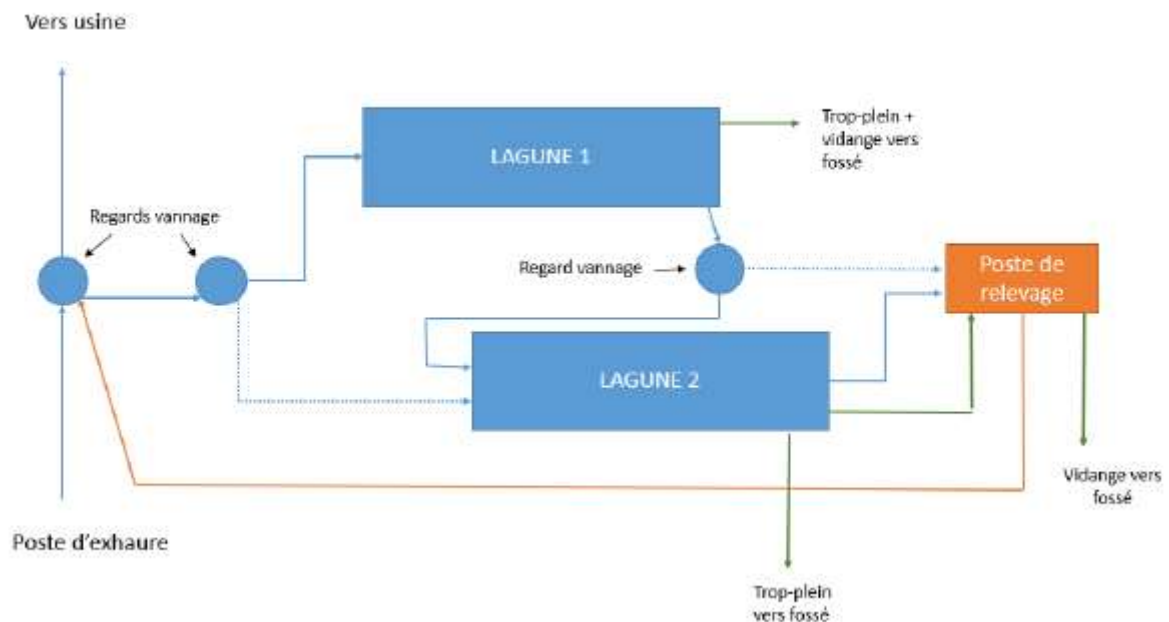 Vers usine
Trop-plein +
vidange vers
fossé
LAGUNE 1
Regards vannage
Regard vannage
Poste de
relevage
LAGUNE 2
Vidange vers
fossé
Poste d'exhaure
Trop-plein
vers fossé